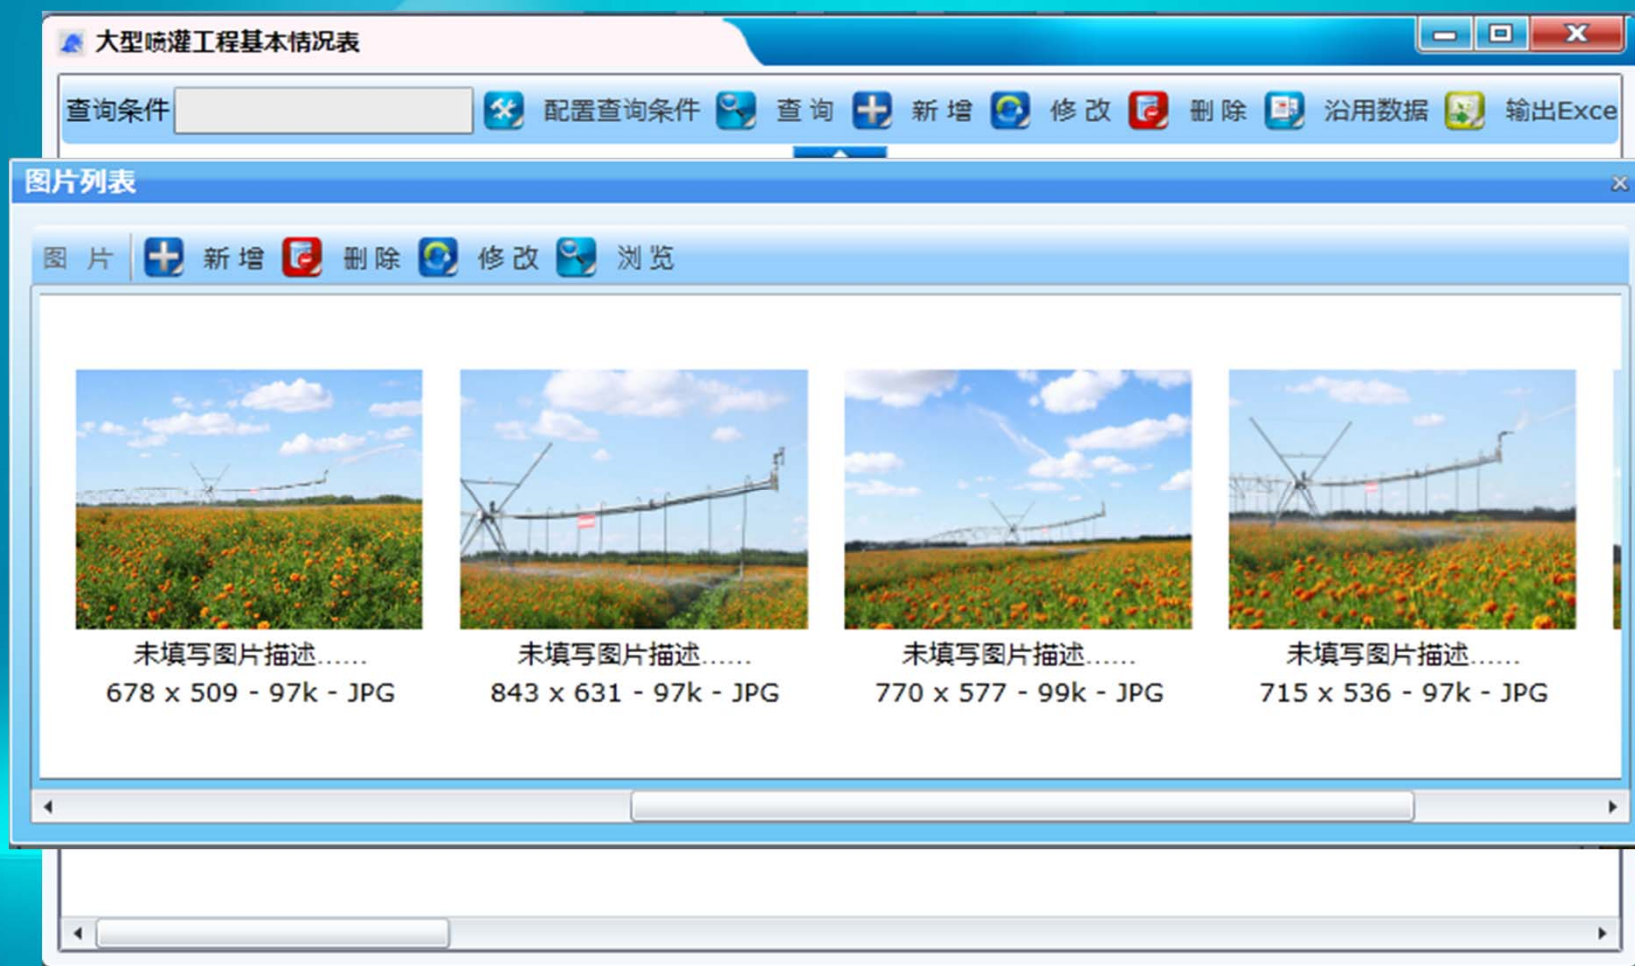 大型喷灌工程基本情况表
查询条件 配置查询条件 查询 新增 修改 删除 沿用数据 输出Exce
图片列表
图片 新增 删除 修改 浏览
未填写图片描述...... 未填写图片描述...... 未填写图片描述...... 未填写图片描述......
678 x 509 - 97k - JPG 843 x 631 - 97k - JPG 770 x 577 - 99k - JPG 715 x 536 - 97k - JPG